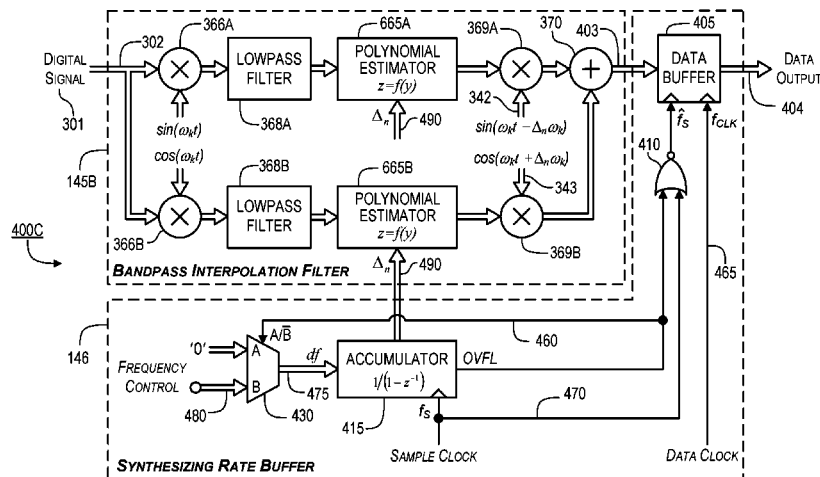 302
366A
665A
369A
370
403
405
DIGITAL
SIGNAL
LOWPASS
FILTER
POLYNOMIAL
ESTIMATOR
z=f(y)
+
DATA
BUFFER
DATA
OUTPUT
301
368A
342
404
sin(ωkt)
Δn
490
sin(ωkt − Δnωk)
f̂S
fCLK
cos(ωkt)
368B
665B
cos(ωkt + Δnωk)
410
145B
LOWPASS
FILTER
POLYNOMIAL
ESTIMATOR
z=f(y)
343
400C
366B
369B
BANDPASS INTERPOLATION FILTER
Δn
490
465
146
A/B̅
460
'0'
A
df
ACCUMULATOR
OVFL
FREQUENCY
CONTROL
B
1/(1−z⁻¹)
475
480
430
415
fS
470
SAMPLE CLOCK
DATA CLOCK
SYNTHESIZING RATE BUFFER